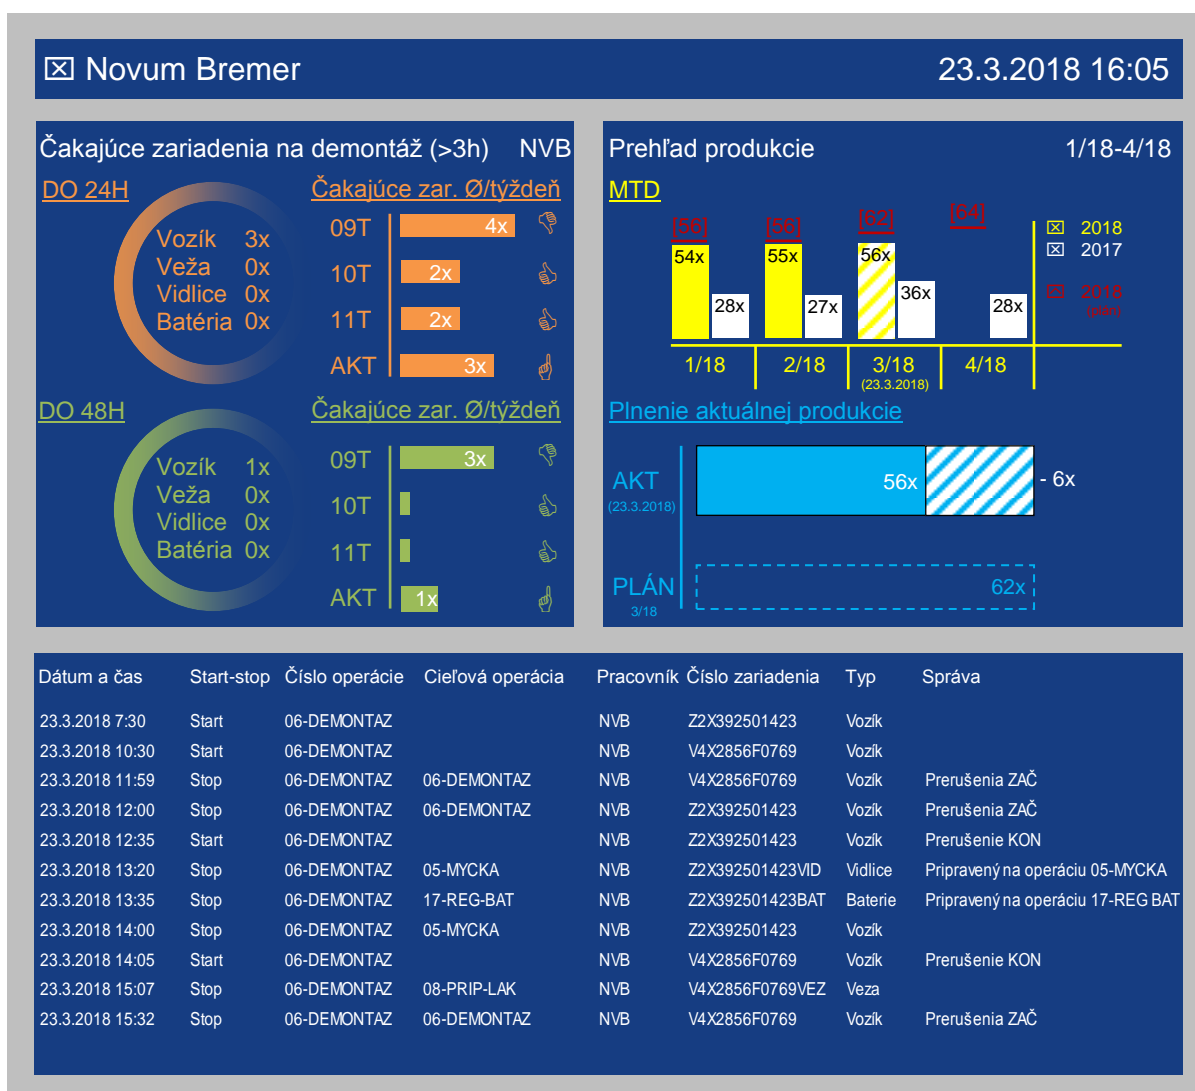 ☒ Novum Bremer 23.3.2018 16:05
Čakajúce zariadenia na demontáž (>3h) NVB
DO 24H
Vozík 3x
Veža 0x
Vidlice 0x
Batéria 0x
Čakajúce zar. Ø/týždeň
09T 4x
10T 2x
11T 2x
AKT 3x
DO 48H
Vozík 1x
Veža 0x
Vidlice 0x
Batéria 0x
Čakajúce zar. Ø/týždeň
09T 3x
10T
11T
AKT 1x
Prehľad produkcie 1/18-4/18
MTD
[56] [56] [62] [64]
54x 28x 55x 27x 56x 36x 28x
1/18 2/18 3/18 4/18
(23.3.2018)
☒ 2018
☒ 2017
☒ 2018
(plan)
Plnenie aktuálnej produkcie
AKT 56x - 6x
(23.3.2018)
PLÁN 62x
3/18
Dátum a čas Start-stop Číslo operácie Cieľová operácia Pracovník Číslo zariadenia Typ Správa
23.3.2018 7:30 Start 06-DEMONTAZ NVB Z2X392501423 Vozík
23.3.2018 10:30 Start 06-DEMONTAZ NVB V4X2856F0769 Vozík
23.3.2018 11:59 Stop 06-DEMONTAZ 06-DEMONTAZ NVB V4X2856F0769 Vozík Prerušenia ZAČ
23.3.2018 12:00 Stop 06-DEMONTAZ 06-DEMONTAZ NVB Z2X392501423 Vozík Prerušenia ZAČ
23.3.2018 12:35 Start 06-DEMONTAZ NVB Z2X392501423 Vozík Prerušenie KON
23.3.2018 13:20 Stop 06-DEMONTAZ 05-MYCKA NVB Z2X392501423VID Vidlice Pripravený na operáciu 05-MYCKA
23.3.2018 13:35 Stop 06-DEMONTAZ 17-REG-BAT NVB Z2X392501423BAT Baterie Pripravený na operáciu 17-REG BAT
23.3.2018 14:00 Stop 06-DEMONTAZ 05-MYCKA NVB Z2X392501423 Vozík
23.3.2018 14:05 Start 06-DEMONTAZ NVB V4X2856F0769 Vozík Prerušenie KON
23.3.2018 15:07 Stop 06-DEMONTAZ 08-PRIP-LAK NVB V4X2856F0769VEZ Veza
23.3.2018 15:32 Stop 06-DEMONTAZ 06-DEMONTAZ NVB V4X2856F0769 Vozík Prerušenia ZAČ